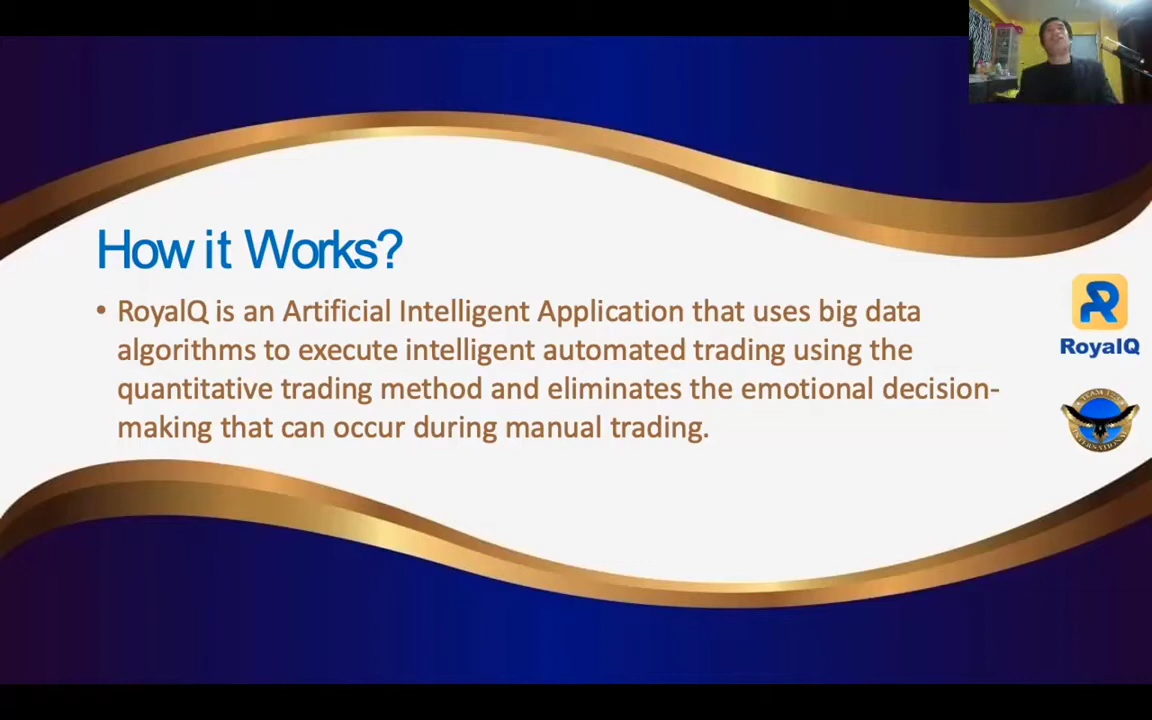 How it Works?
• RoyalQ is an Artificial Intelligent Application that uses big data
algorithms to execute intelligent automated trading using the
quantitative trading method and eliminates the emotional decision-
making that can occur during manual trading.
RoyalQ
INTERNATIONAL